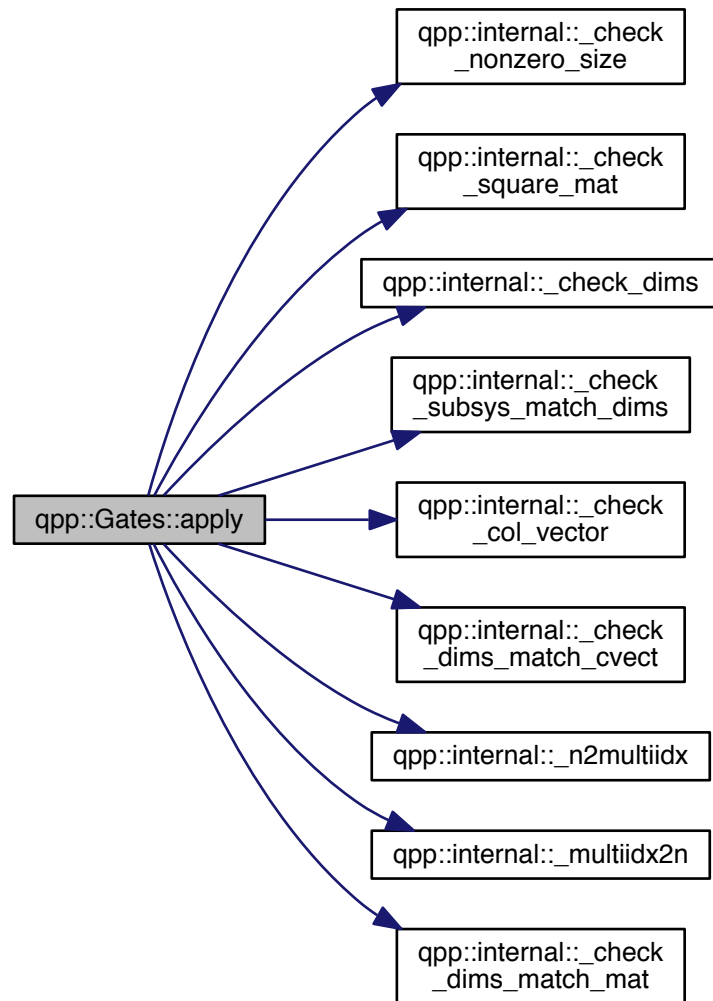 qpp::internal::_check
_nonzero_size
qpp::internal::_check
_square_mat
qpp::internal::_check_dims
qpp::internal::_check
_subsys_match_dims
qpp::Gates::apply
qpp::internal::_check
_col_vector
qpp::internal::_check
_dims_match_cvect
qpp::internal::_n2multiidx
qpp::internal::_multiidx2n
qpp::internal::_check
_dims_match_mat